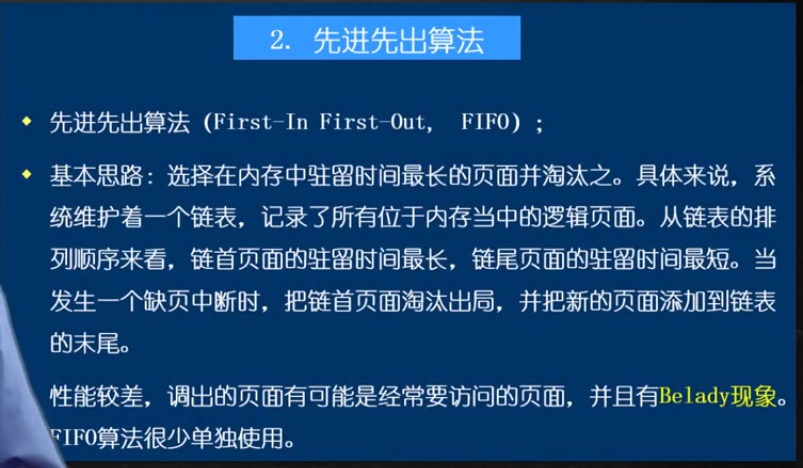 2. 先进先出算法
先进先出算法（First-In First-Out, FIFO）；
基本思路：选择在内存中驻留时间最长的页面并淘汰之。具体来说，系
统维护着一个链表，记录了所有位于内存当中的逻辑页面。从链表的排
列顺序来看，链首页面的驻留时间最长，链尾页面的驻留时间最短。当
发生一个缺页中断时，把链首页面淘汰出局，并把新的页面添加到链表
的末尾。
性能较差，调出的页面有可能是经常要访问的页面，并且有Belady现象。
FIFO算法很少单独使用。